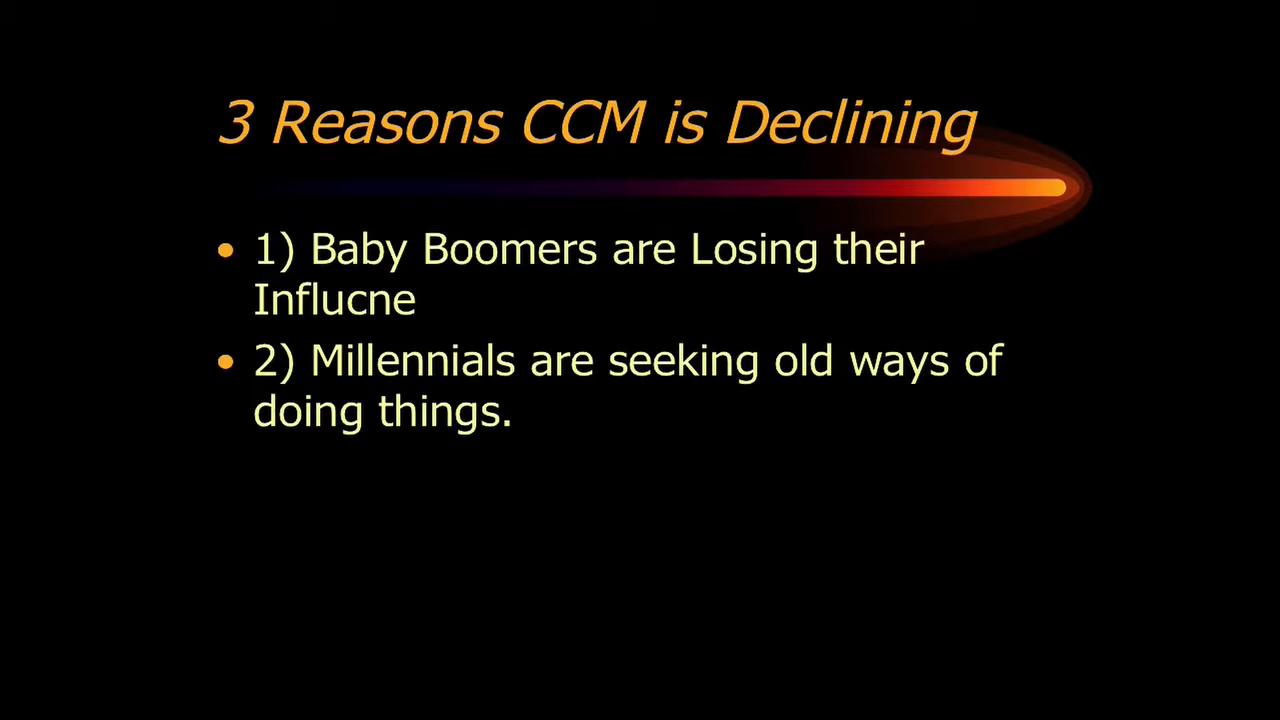 3 Reasons CCM is Declining
• 1) Baby Boomers are Losing their
Influcne
• 2) Millennials are seeking old ways of
doing things.